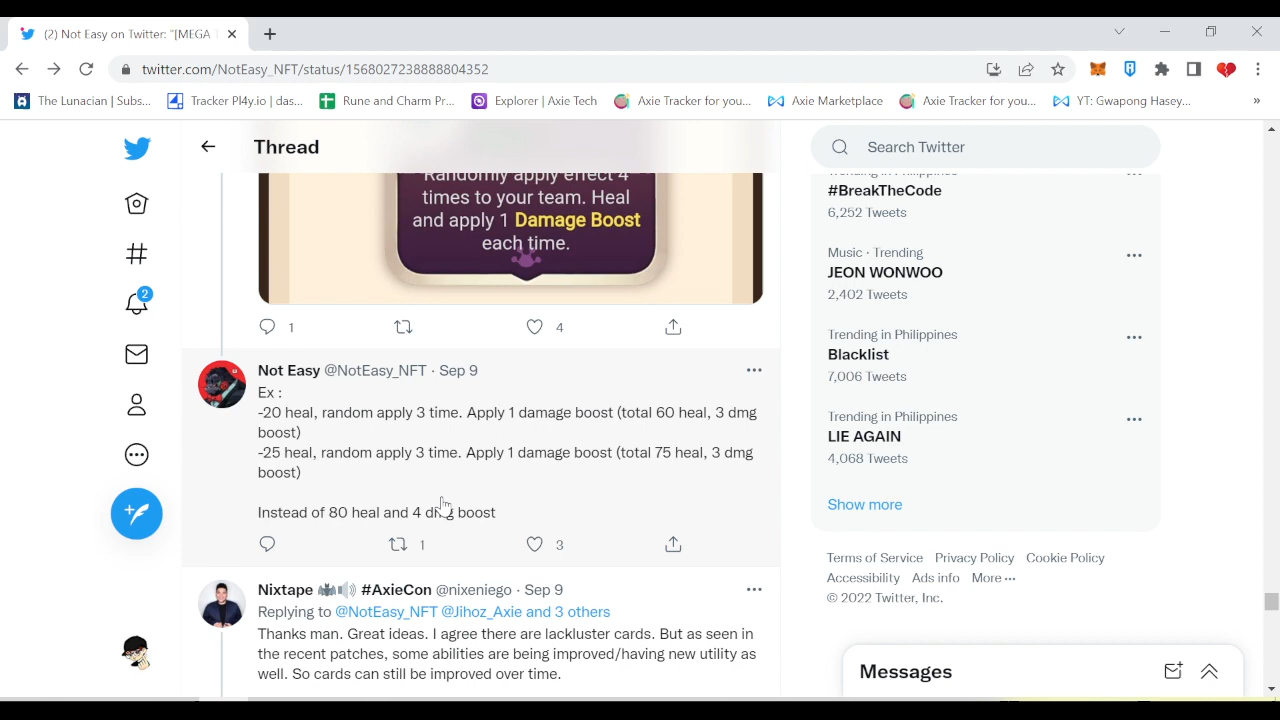 (2) Not Easy on Twitter: "[MEGA
twitter.com/NotEasy_NFT/status/1568027238888804352
The Lunacian | Subs...
Tracker Pl4y.io | das...
Rune and Charm Pr...
Explorer | Axie Tech
Axie Tracker for you...
Axie Marketplace
Axie Tracker for you...
YT: Gwapong Hasey...
»
Thread
Randomly apply effect 4
times to your team. Heal
and apply 1 Damage Boost
each time.
1
4
Not Easy @NotEasy_NFT · Sep 9
Ex :
-20 heal, random apply 3 time. Apply 1 damage boost (total 60 heal, 3 dmg
boost)
-25 heal, random apply 3 time. Apply 1 damage boost (total 75 heal, 3 dmg
boost)
Instead of 80 heal and 4 dmg boost
1
3
Nixtape 🦇🔊 #AxieCon @nixeniego · Sep 9
Replying to @NotEasy_NFT @Jihoz_Axie and 3 others
Thanks man. Great ideas. I agree there are lackluster cards. But as seen in
the recent patches, some abilities are being improved/having new utility as
well. So cards can still be improved over time.
2
Search Twitter
Trending in Philippines
#BreakTheCode
6,252 Tweets
Music · Trending
JEON WONWOO
2,402 Tweets
Trending in Philippines
Blacklist
7,006 Tweets
Trending in Philippines
LIE AGAIN
4,068 Tweets
Show more
Terms of Service Privacy Policy Cookie Policy
Accessibility Ads info More ···
© 2022 Twitter, Inc.
Messages